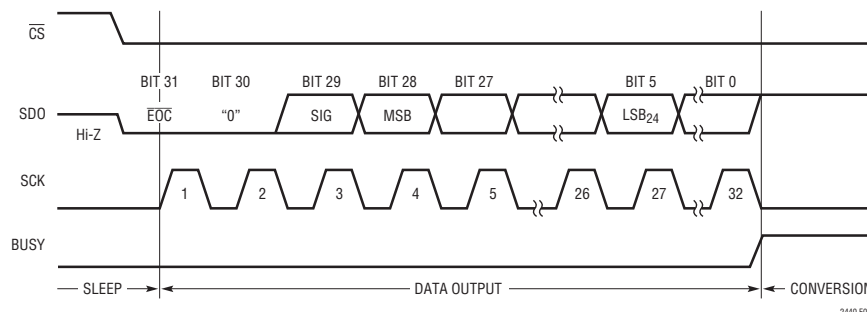 CS
BIT 31 BIT 30 BIT 29 BIT 28 BIT 27 BIT 5 BIT 0
SDO EOC “0” SIG MSB LSB24
Hi-Z
SCK 1 2 3 4 5 26 27 32
BUSY
SLEEP DATA OUTPUT CONVERSION